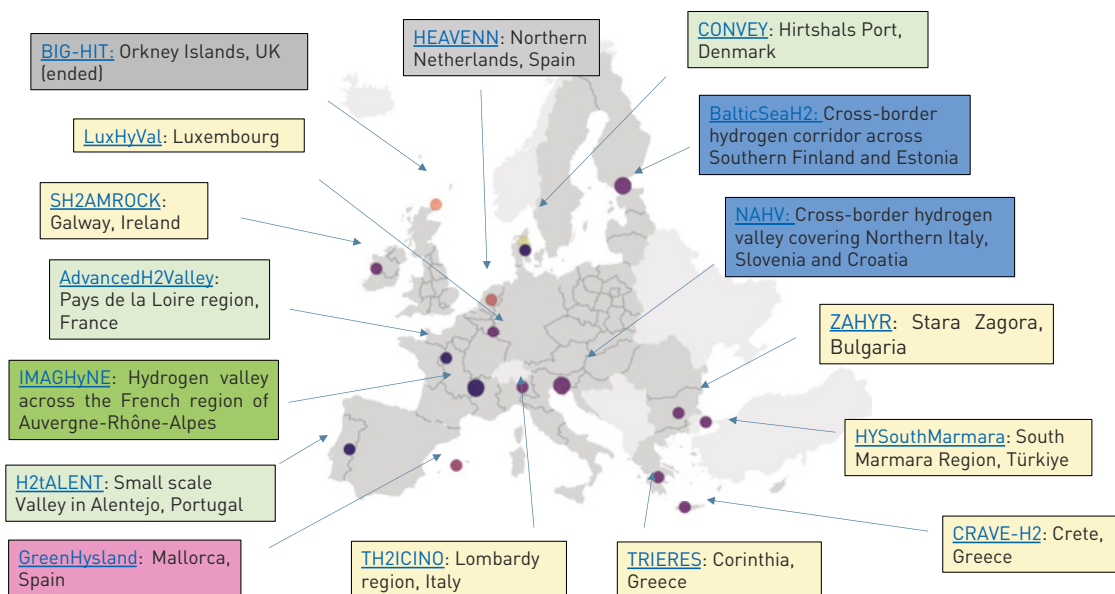 BIG-HIT: Orkney Islands, UK
(ended)
HEAVENN: Northern
Netherlands, Spain
CONVEY: Hirtshals Port,
Denmark
LuxHyVal: Luxembourg
BalticSeaH2: Cross-border
hydrogen corridor across
Southern Finland and Estonia
SH2AMROCK:
Galway, Ireland
NAHV: Cross-border hydrogen
valley covering Northern Italy,
Slovenia and Croatia
AdvancedH2Valley:
Pays de la Loire region,
France
ZAHYR: Stara Zagora,
Bulgaria
IMAGHyNE: Hydrogen valley
across the French region of
Auvergne-Rhône-Alpes
HYSouthMarmara: South
Marmara Region, Türkiye
H2tALENT: Small scale
Valley in Alentejo, Portugal
GreenHysland: Mallorca,
Spain
TH2ICINO: Lombardy
region, Italy
TRIERES: Corinthia,
Greece
CRAVE-H2: Crete,
Greece